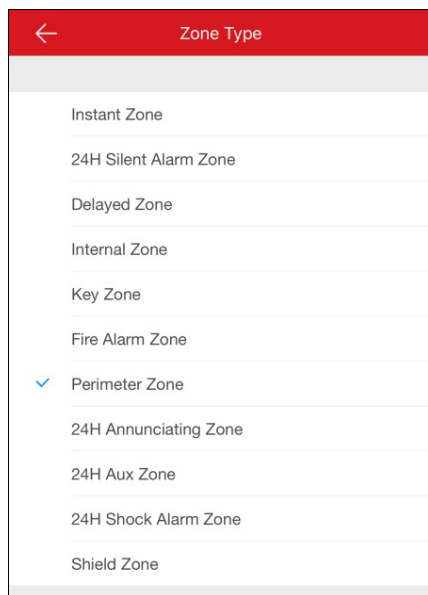 Zone Type
Instant Zone
24H Silent Alarm Zone
Delayed Zone
Internal Zone
Key Zone
Fire Alarm Zone
Perimeter Zone
24H Annunciating Zone
24H Aux Zone
24H Shock Alarm Zone
Shield Zone